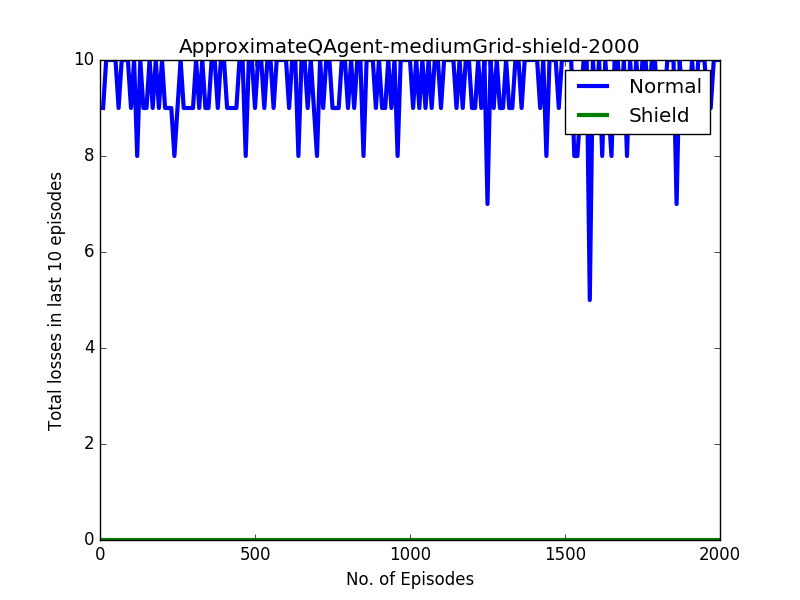 ApproximateQAgent-mediumGrid-shield-2000
Total losses in last 10 episodes
10
8
6
4
2
0
Normal
Shield
0 500 1000 1500 2000
No. of Episodes